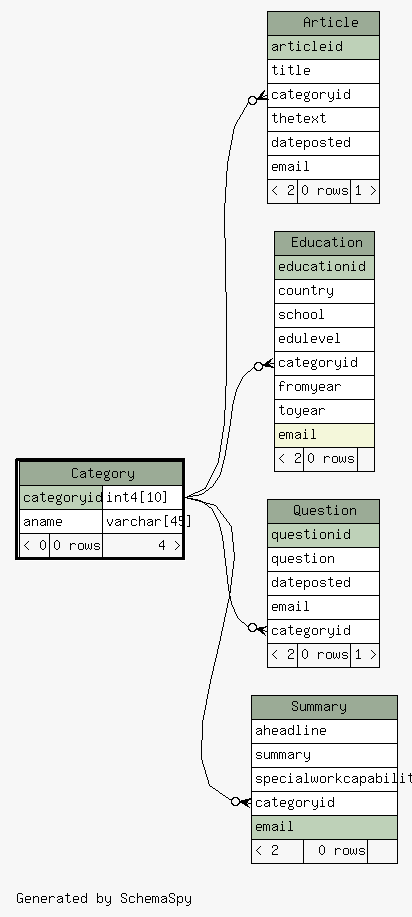 Article
articleid
title
categoryid
thetext
dateposted
email
< 2 0 rows 1 >
Education
educationid
country
school
edulevel
categoryid
fromyear
toyear
email
< 2 0 rows
Category
categoryid int4[10]
aname varchar[45]
< 0 0 rows 4 >
Question
questionid
question
dateposted
email
categoryid
< 2 0 rows 1 >
Summary
aheadline
summary
specialworkcapabilit
categoryid
email
< 2 0 rows
Generated by SchemaSpy